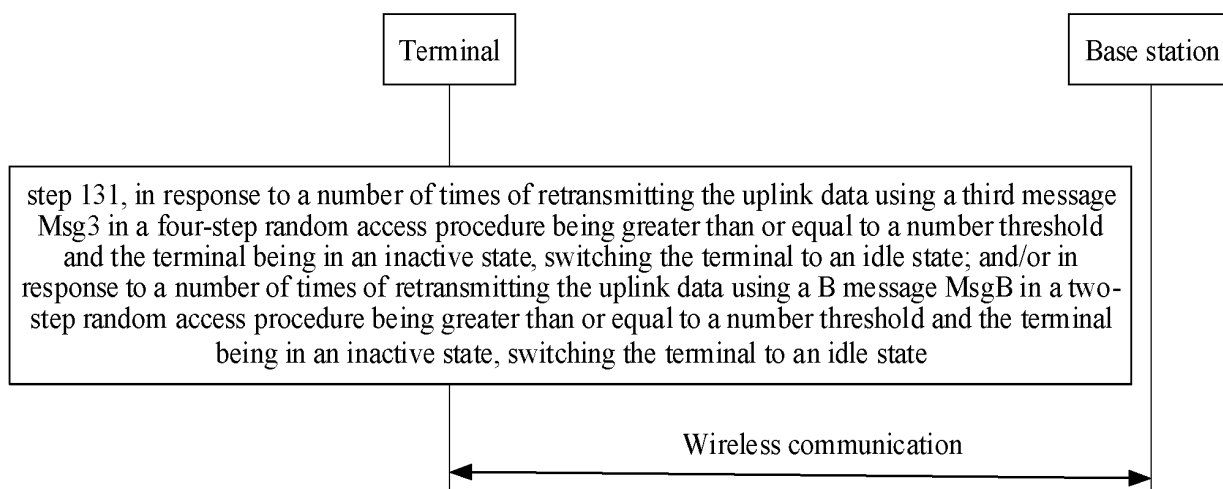 Terminal
Base station
step 131, in response to a number of times of retransmitting the uplink data using a third message
Msg3 in a four-step random access procedure being greater than or equal to a number threshold
and the terminal being in an inactive state, switching the terminal to an idle state; and/or in
response to a number of times of retransmitting the uplink data using a B message MsgB in a two-
step random access procedure being greater than or equal to a number threshold and the terminal
being in an inactive state, switching the terminal to an idle state
Wireless communication